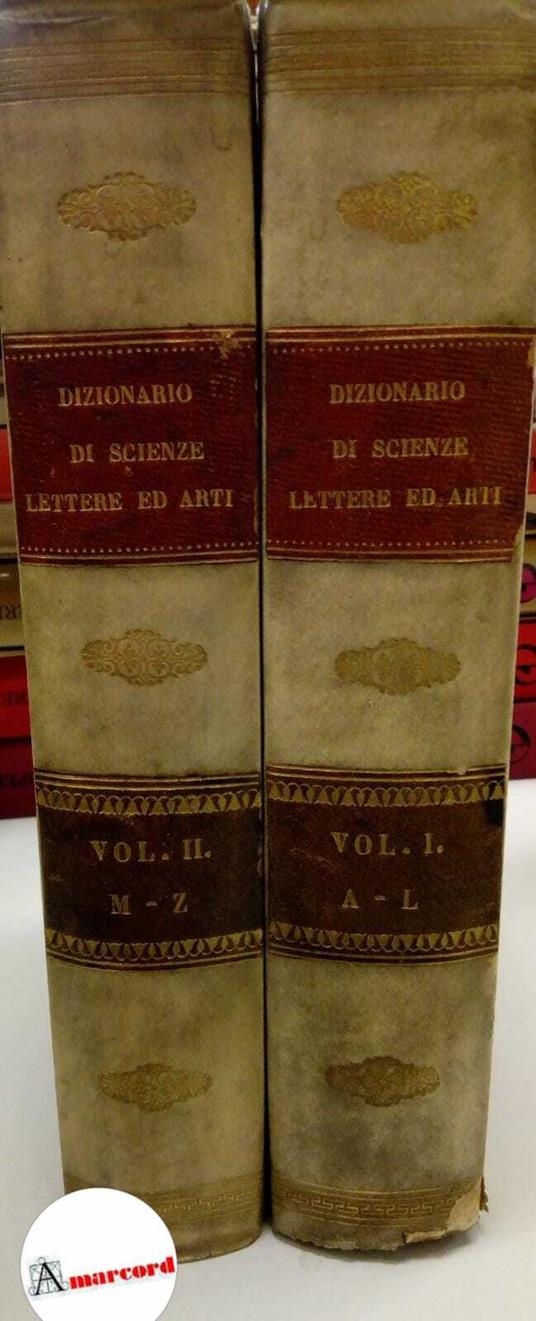 DIZIONARIO
DI SCIENZE
LETTERE ED ARTI
VOL. II.
M - Z
DIZIONARIO
DI SCIENZE
LETTERE ED ARTI
VOL. I.
A - L
Amarcord